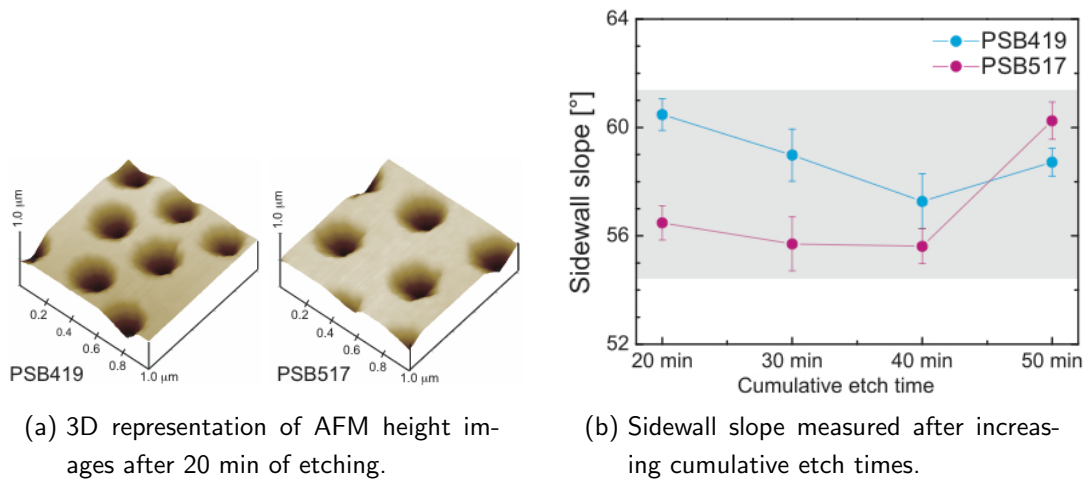 1.0 µm
0.2
0.4
0.6
0.8
1.0 µm
PSB419
1.0 µm
0.2
0.4
0.6
0.8
1.0 µm
PSB517
(a) 3D representation of AFM height im-
ages after 20 min of etching.
Sidewall slope [°]
64
60
56
52
PSB419
PSB517
20 min
30 min
40 min
50 min
Cumulative etch time
(b) Sidewall slope measured after increas-
ing cumulative etch times.